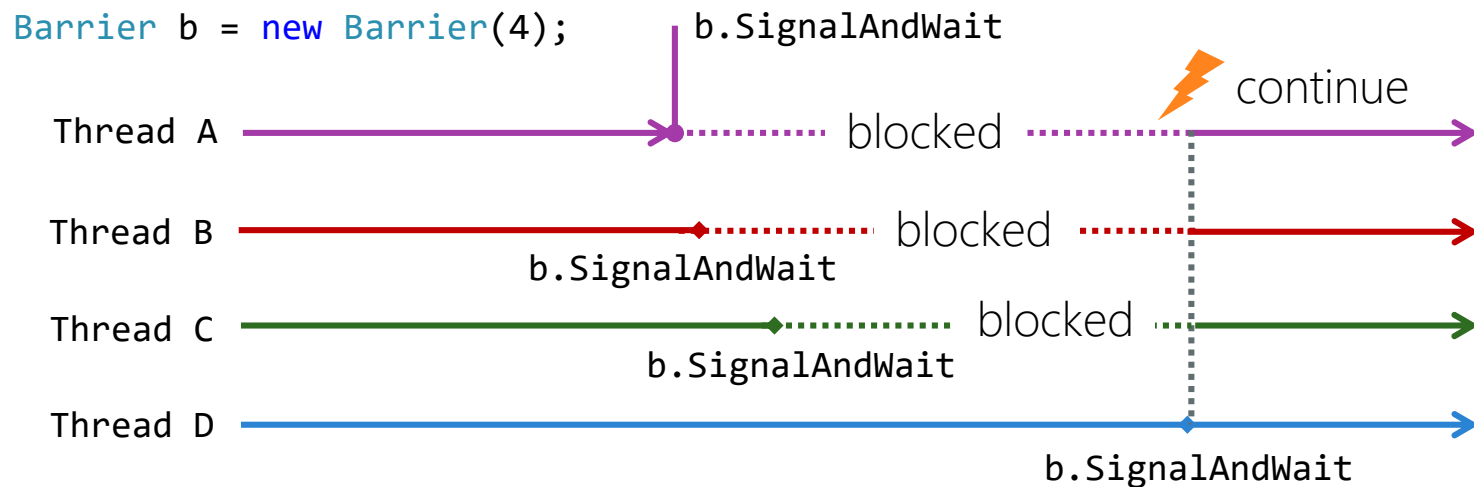 Barrier b = new Barrier(4);
b.SignalAndWait
continue
Thread A
blocked
Thread B
blocked
b.SignalAndWait
Thread C
blocked
b.SignalAndWait
Thread D
b.SignalAndWait